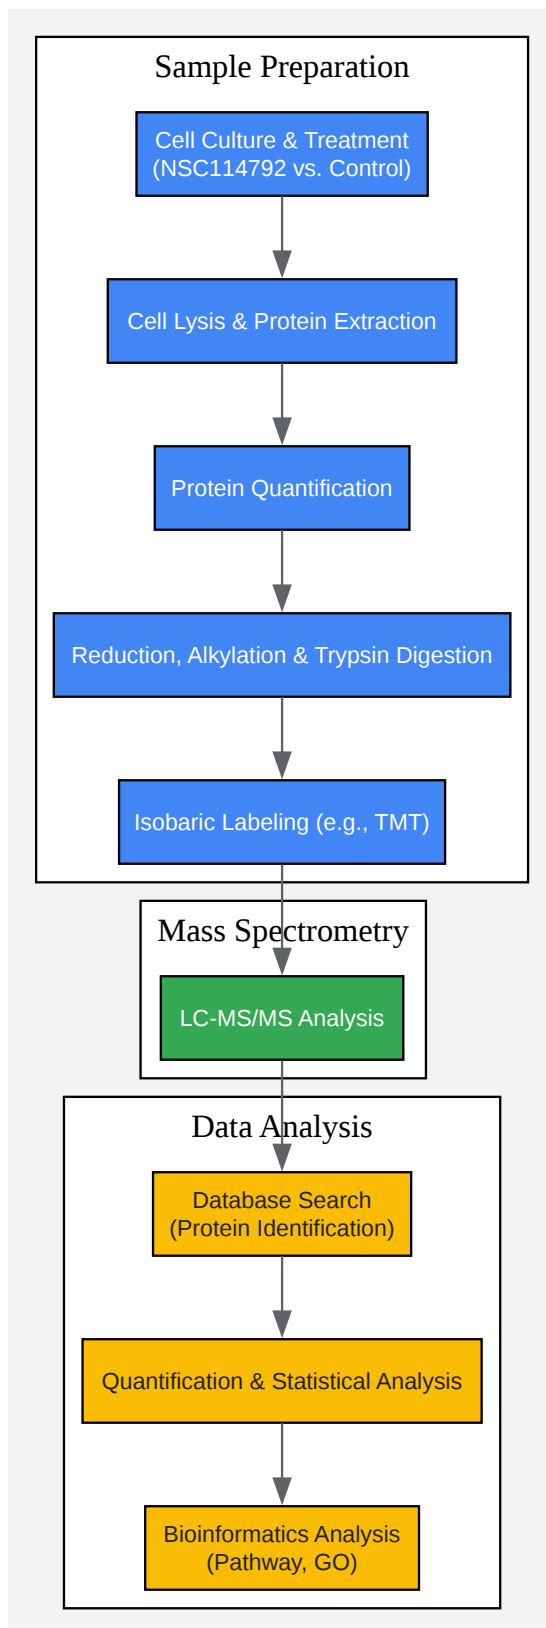 Sample Preparation
Cell Culture & Treatment
(NSC114792 vs. Control)
Cell Lysis & Protein Extraction
Protein Quantification
Reduction, Alkylation & Trypsin Digestion
Isobaric Labeling (e.g., TMT)
Mass Spectrometry
LC-MS/MS Analysis
Data Analysis
Database Search
(Protein Identification)
Quantification & Statistical Analysis
Bioinformatics Analysis
(Pathway, GO)